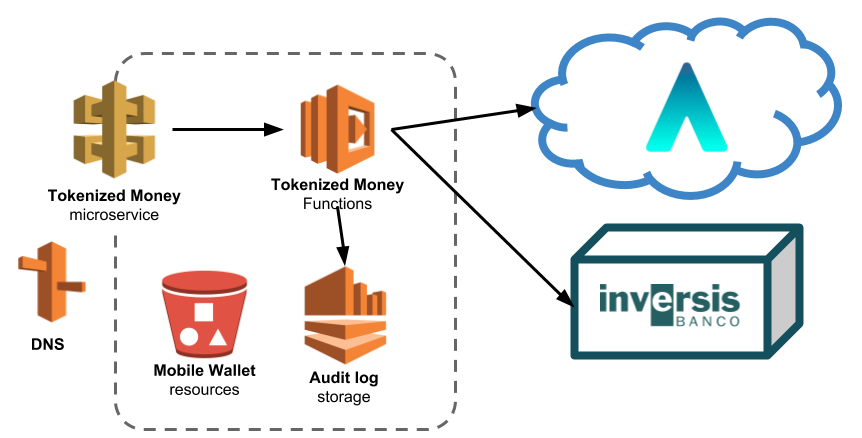 Tokenized Money
microservice
Tokenized Money
Functions
DNS
Mobile Wallet
resources
Audit log
storage
inversis
BANCO